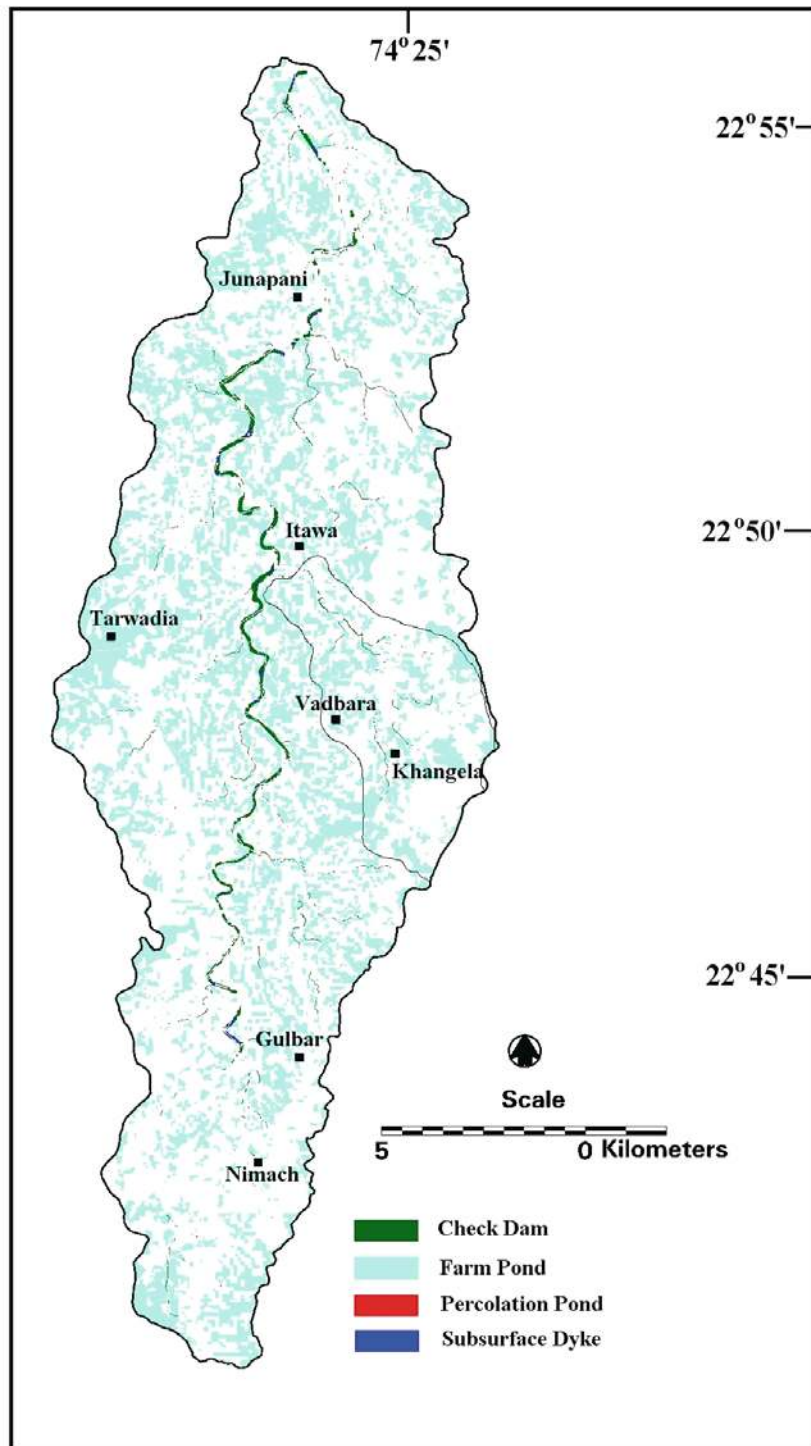 74° 25'
22° 55'
Junapani
22° 50'
Itawa
Tarwadia
Vadbara
Khangela
22° 45'
Gulbar
Scale
5 0 Kilometers
Nimach
Check Dam
Farm Pond
Percolation Pond
Subsurface Dyke